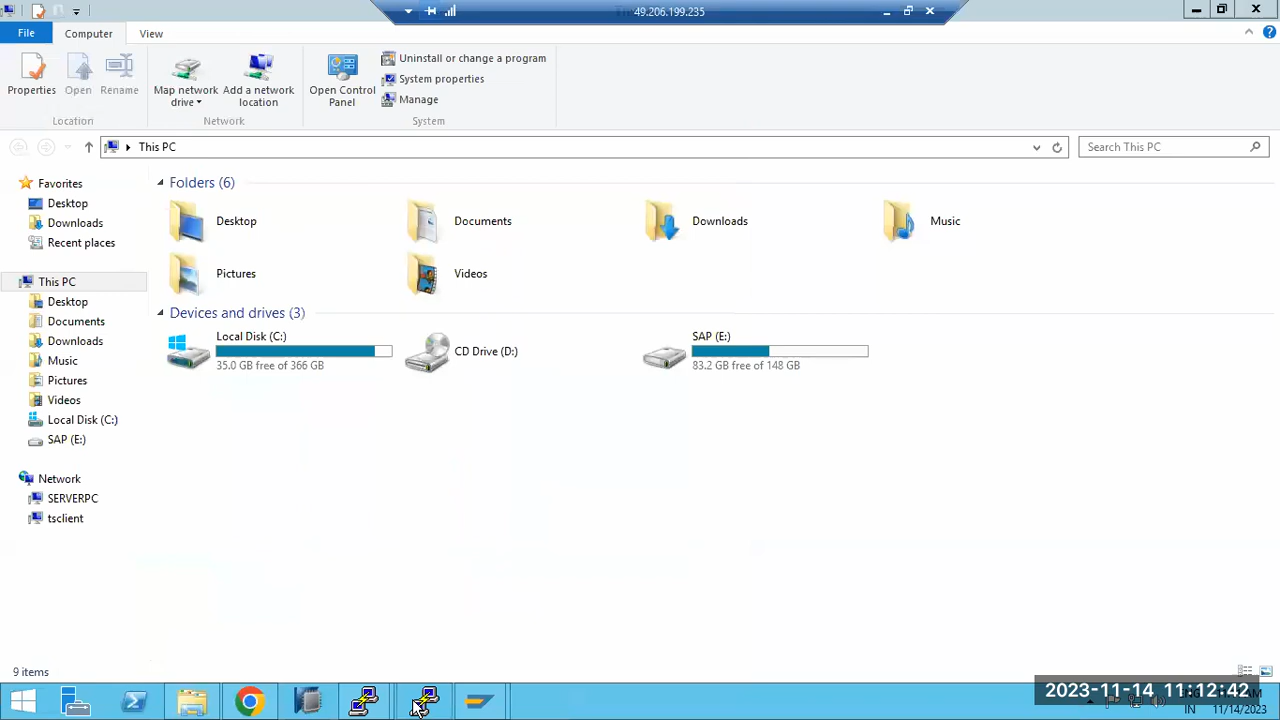 49.206.199.235
File
Computer
View
Properties
Open
Rename
Location
Map network drive
Add a network location
Network
Open Control Panel
Uninstall or change a program
System properties
Manage
System
This PC
Search This PC
Favorites
Desktop
Downloads
Recent places
This PC
Desktop
Documents
Downloads
Music
Pictures
Videos
Local Disk (C:)
SAP (E:)
Network
SERVERPC
tsclient
Folders (6)
Desktop
Documents
Downloads
Music
Pictures
Videos
Devices and drives (3)
Local Disk (C:)
35.0 GB free of 366 GB
CD Drive (D:)
SAP (E:)
83.2 GB free of 148 GB
9 items
2023-11-14 11:12:42
IN
11/14/2023